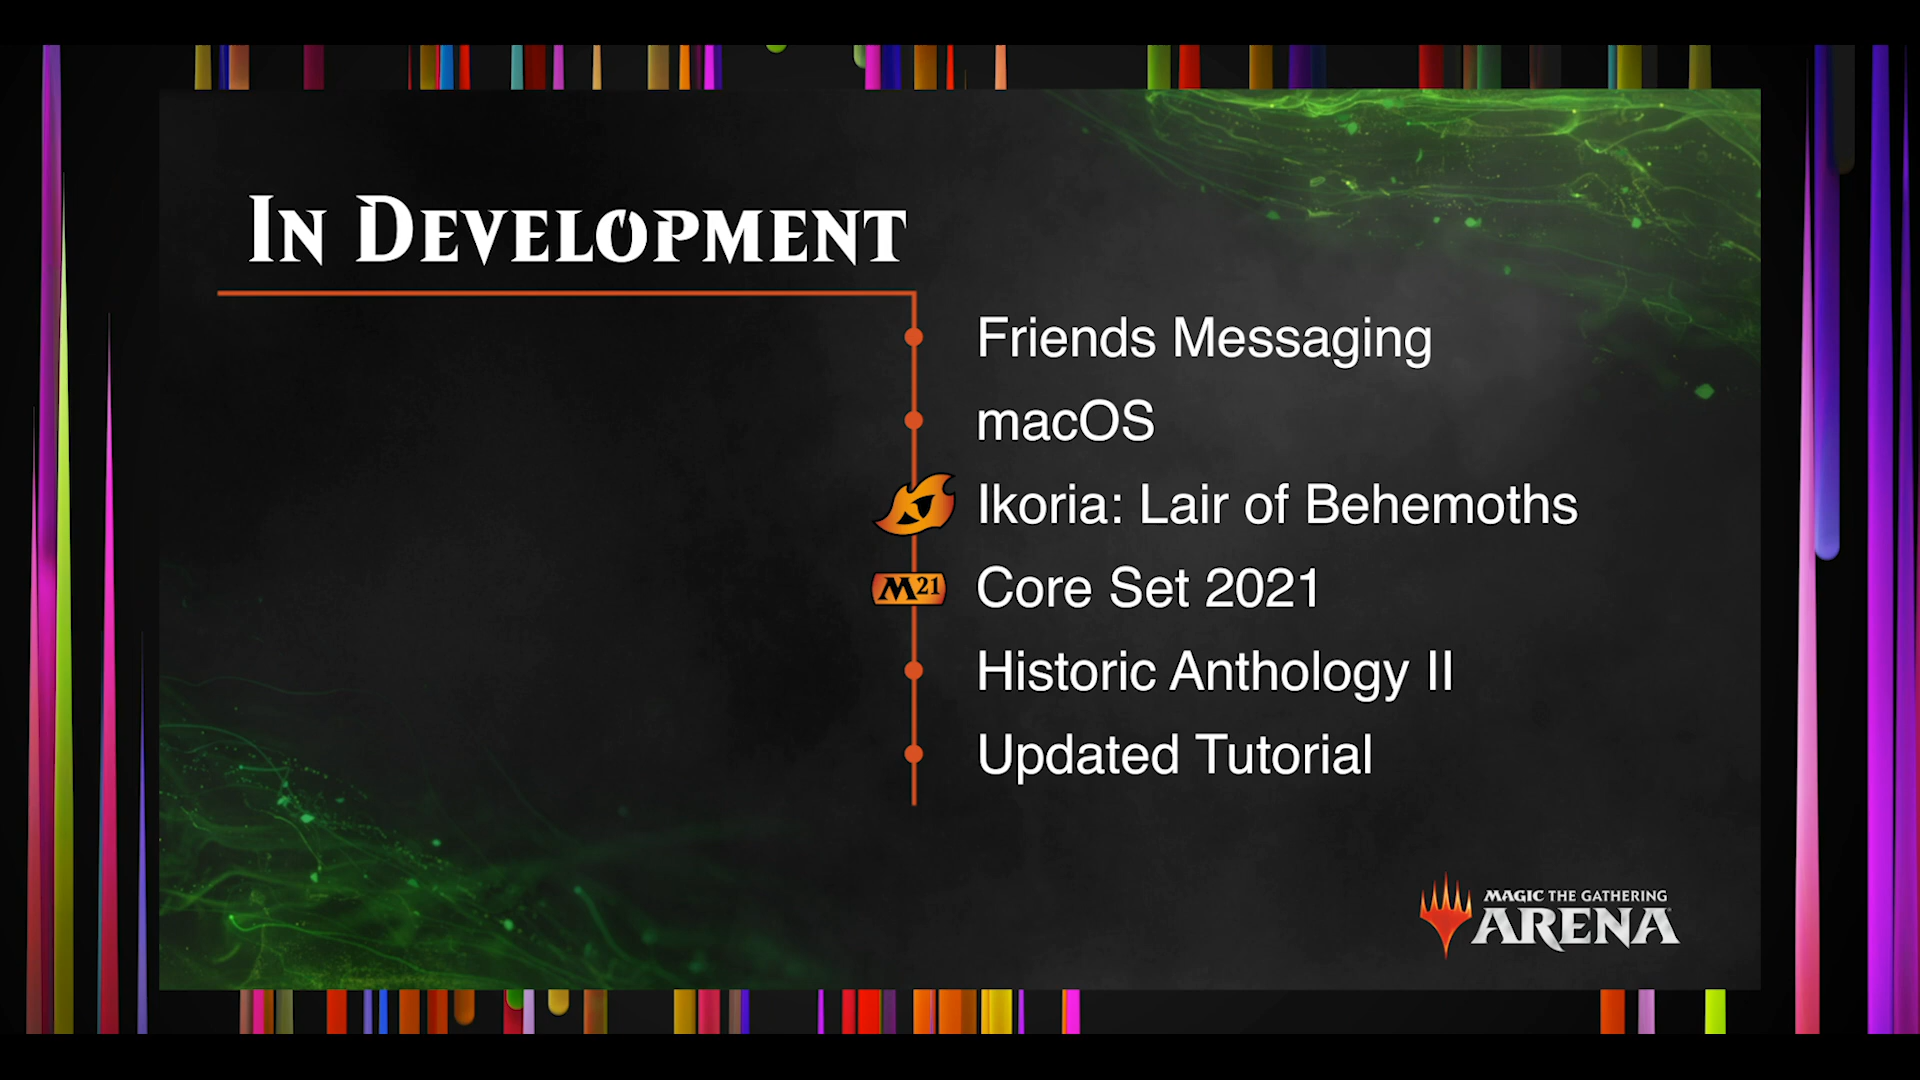 In Development
Friends Messaging
macOS
Ikoria: Lair of Behemoths
M21 Core Set 2021
Historic Anthology II
Updated Tutorial
MAGIC THE GATHERING
ARENA